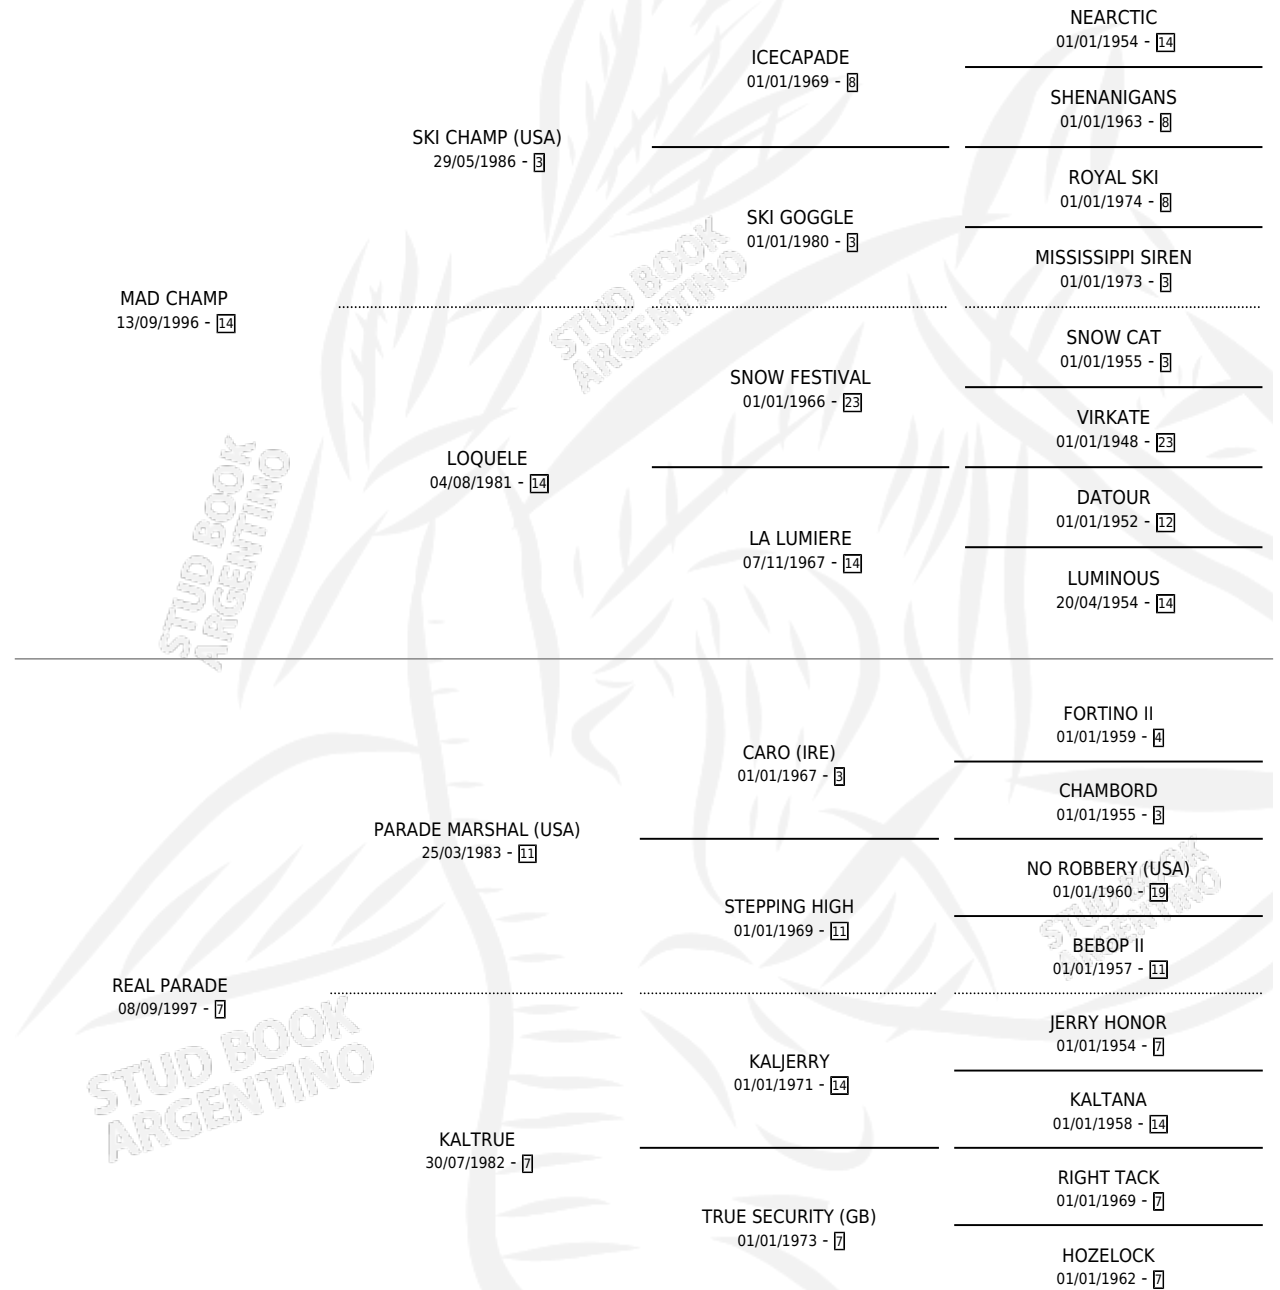 NEARCTIC
01/01/1954 - 14
ICECAPADE
01/01/1969 - 8
SHENANIGANS
01/01/1963 - 8
SKI CHAMP (USA)
29/05/1986 - 3
ROYAL SKI
01/01/1974 - 8
SKI GOGGLE
01/01/1980 - 3
MISSISSIPPI SIREN
01/01/1973 - 3
MAD CHAMP
13/09/1996 - 14
STUD BOOK
ARGENTINO
SNOW CAT
01/01/1955 - 3
SNOW FESTIVAL
01/01/1966 - 23
VIRKATE
01/01/1948 - 23
LOQUELE
04/08/1981 - 14
DATOUR
01/01/1952 - 12
LA LUMIERE
07/11/1967 - 14
LUMINOUS
20/04/1954 - 14
STUD BOOK
ARGENTINO
FORTINO II
01/01/1959 - 4
CARO (IRE)
01/01/1967 - 3
CHAMBORD
01/01/1955 - 3
PARADE MARSHAL (USA)
25/03/1983 - 11
NO ROBBERY (USA)
01/01/1960 - 19
STEPPING HIGH
01/01/1969 - 11
STUD BOOK
ARGENTINO
BEBOP II
01/01/1957 - 11
REAL PARADE
08/09/1997 - 7
STUD BOOK
ARGENTINO
JERRY HONOR
01/01/1954 - 7
KALJERRY
01/01/1971 - 14
KALTANA
01/01/1958 - 14
KALTRUE
30/07/1982 - 7
RIGHT TACK
01/01/1969 - 7
TRUE SECURITY (GB)
01/01/1973 - 7
HOZELOCK
01/01/1962 - 7